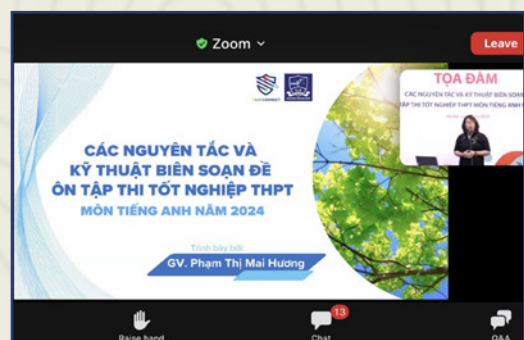 Zoom
Leave
CÁC NGUYÊN TẮC VÀ
KỸ THUẬT BIÊN SOẠN ĐỀ
ÔN TẬP THI TỐT NGHIỆP THPT
MÔN TIẾNG ANH NĂM 2024
Trình bày bởi:
GV. Phạm Thị Mai Hương
TỌA ĐÀM
CÁC NGUYÊN TẮC VÀ KỸ THUẬT BIÊN SOẠN
TẬP THI TỐT NGHIỆP THPT MÔN TIẾNG ANH
Raise hand
13
Chat
Q&A